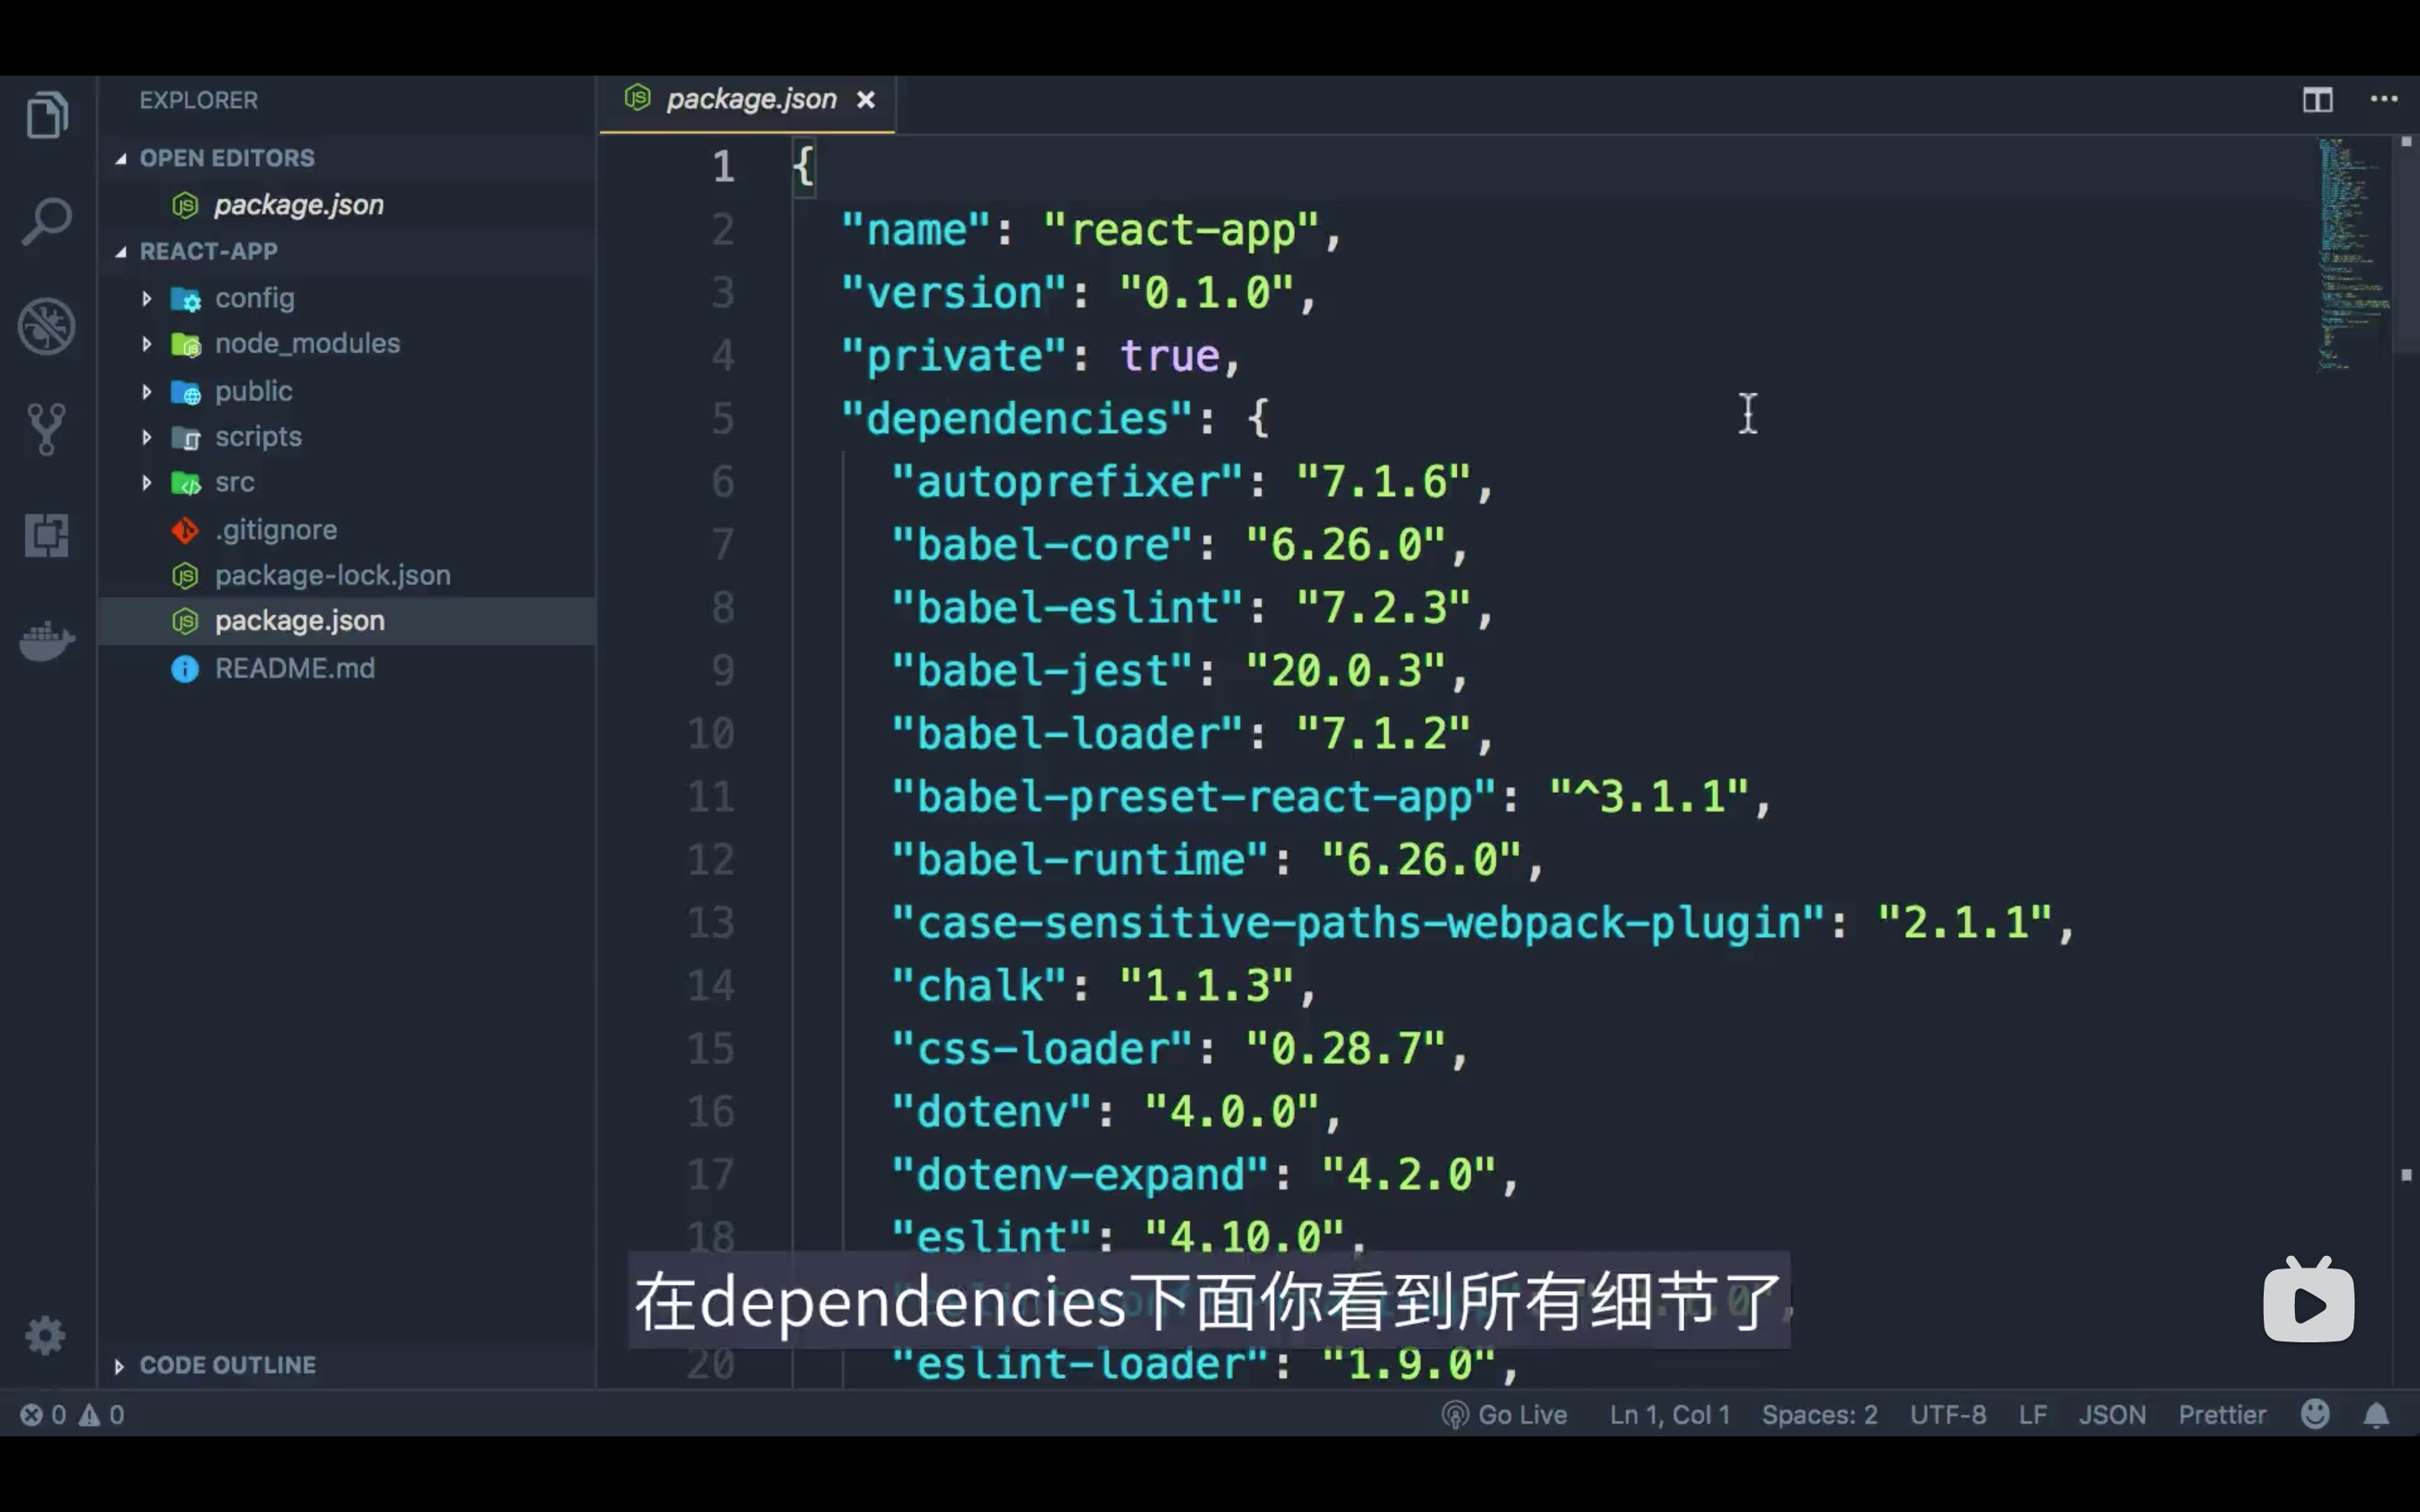 EXPLORER
OPEN EDITORS
package.json
REACT-APP
config
node_modules
public
scripts
src
.gitignore
package-lock.json
package.json
README.md
CODE OUTLINE
package.json
1 {
2 "name": "react-app",
3 "version": "0.1.0",
4 "private": true,
5 "dependencies": {
6 "autoprefixer": "7.1.6",
7 "babel-core": "6.26.0",
8 "babel-eslint": "7.2.3",
9 "babel-jest": "20.0.3",
10 "babel-loader": "7.1.2",
11 "babel-preset-react-app": "^3.1.1",
12 "babel-runtime": "6.26.0",
13 "case-sensitive-paths-webpack-plugin": "2.1.1",
14 "chalk": "1.1.3",
15 "css-loader": "0.28.7",
16 "dotenv": "4.0.0",
17 "dotenv-expand": "4.2.0",
18 "eslint": "4.10.0",
在dependencies下面你看到所有细节了
20 "eslint-loader": "1.9.0",
0 0
Go Live Ln 1, Col 1 Spaces: 2 UTF-8 LF JSON Prettier